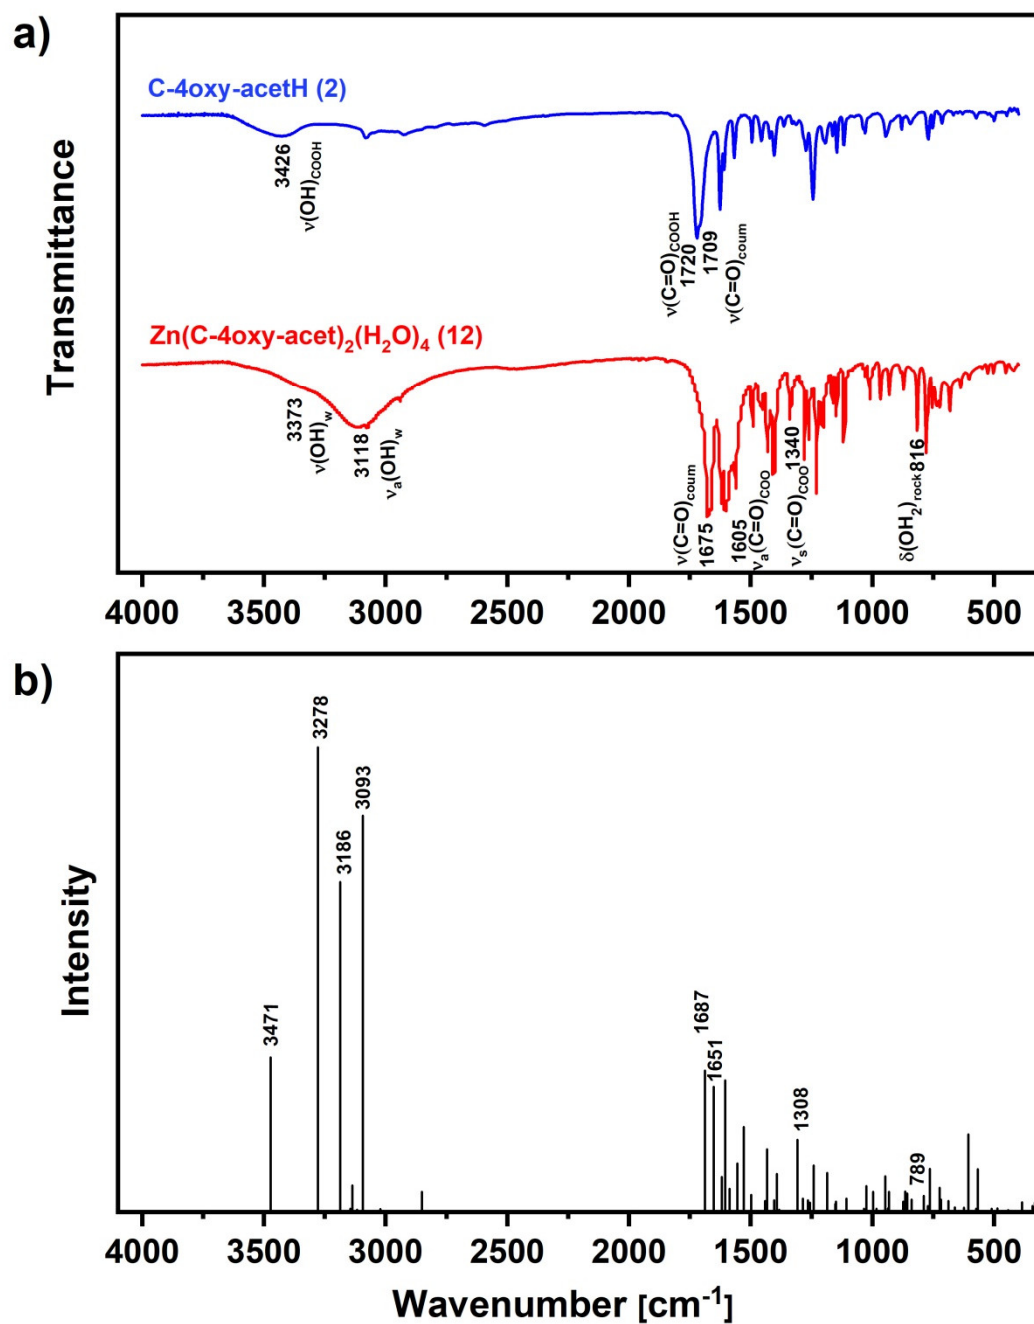 a)
C-4oxy-acetH (2)
3426
ν(OH)COOH
ν(C=O)COOH
1720
1709
ν(C=O)coum
Transmittance
Zn(C-4oxy-acet)₂(H₂O)₄ (12)
3373
ν(OH)w
3118
νa(OH)w
ν(C=O)coum
1675
1605
νa(C=O)COO
1340
νs(C=O)COO
δ(OH₂)rock
816
4000 3500 3000 2500 2000 1500 1000 500
b)
3471
3278
3186
3093
1687
1651
1308
789
Intensity
4000 3500 3000 2500 2000 1500 1000 500
Wavenumber [cm⁻¹]